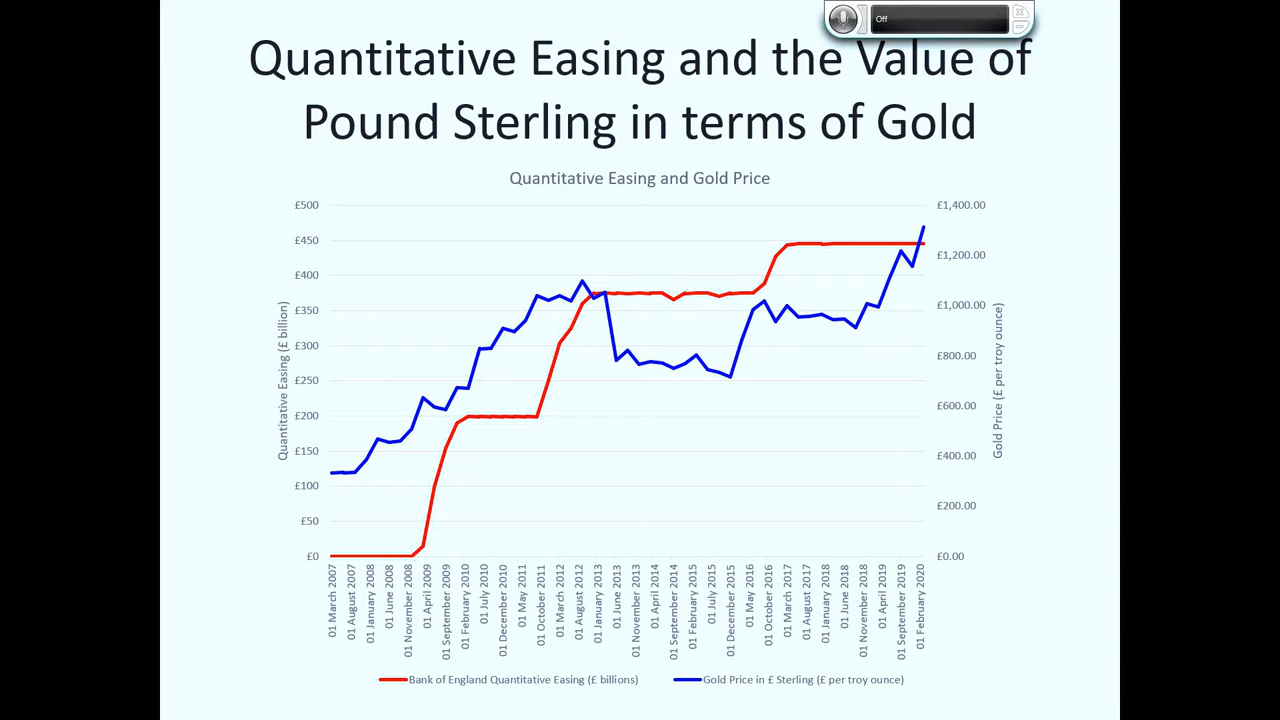 Off
Quantitative Easing and the Value of
Pound Sterling in terms of Gold
Quantitative Easing and Gold Price
£500
£450
£400
£350
£300
£250
£200
£150
£100
£50
£0
Quantitative Easing (£ billion)
£1,400.00
£1,200.00
£1,000.00
£800.00
£600.00
£400.00
£200.00
£0.00
Gold Price (£ per troy ounce)
01 March 2007
01 August 2007
01 January 2008
01 June 2008
01 November 2008
01 April 2009
01 September 2009
01 February 2010
01 July 2010
01 December 2010
01 May 2011
01 October 2011
01 March 2012
01 August 2012
01 January 2013
01 June 2013
01 November 2013
01 April 2014
01 September 2014
01 February 2015
01 July 2015
01 December 2015
01 May 2016
01 October 2016
01 March 2017
01 August 2017
01 January 2018
01 June 2018
01 November 2018
01 April 2019
01 September 2019
01 February 2020
Bank of England Quantitative Easing (£ billions)
Gold Price in £ Sterling (£ per troy ounce)